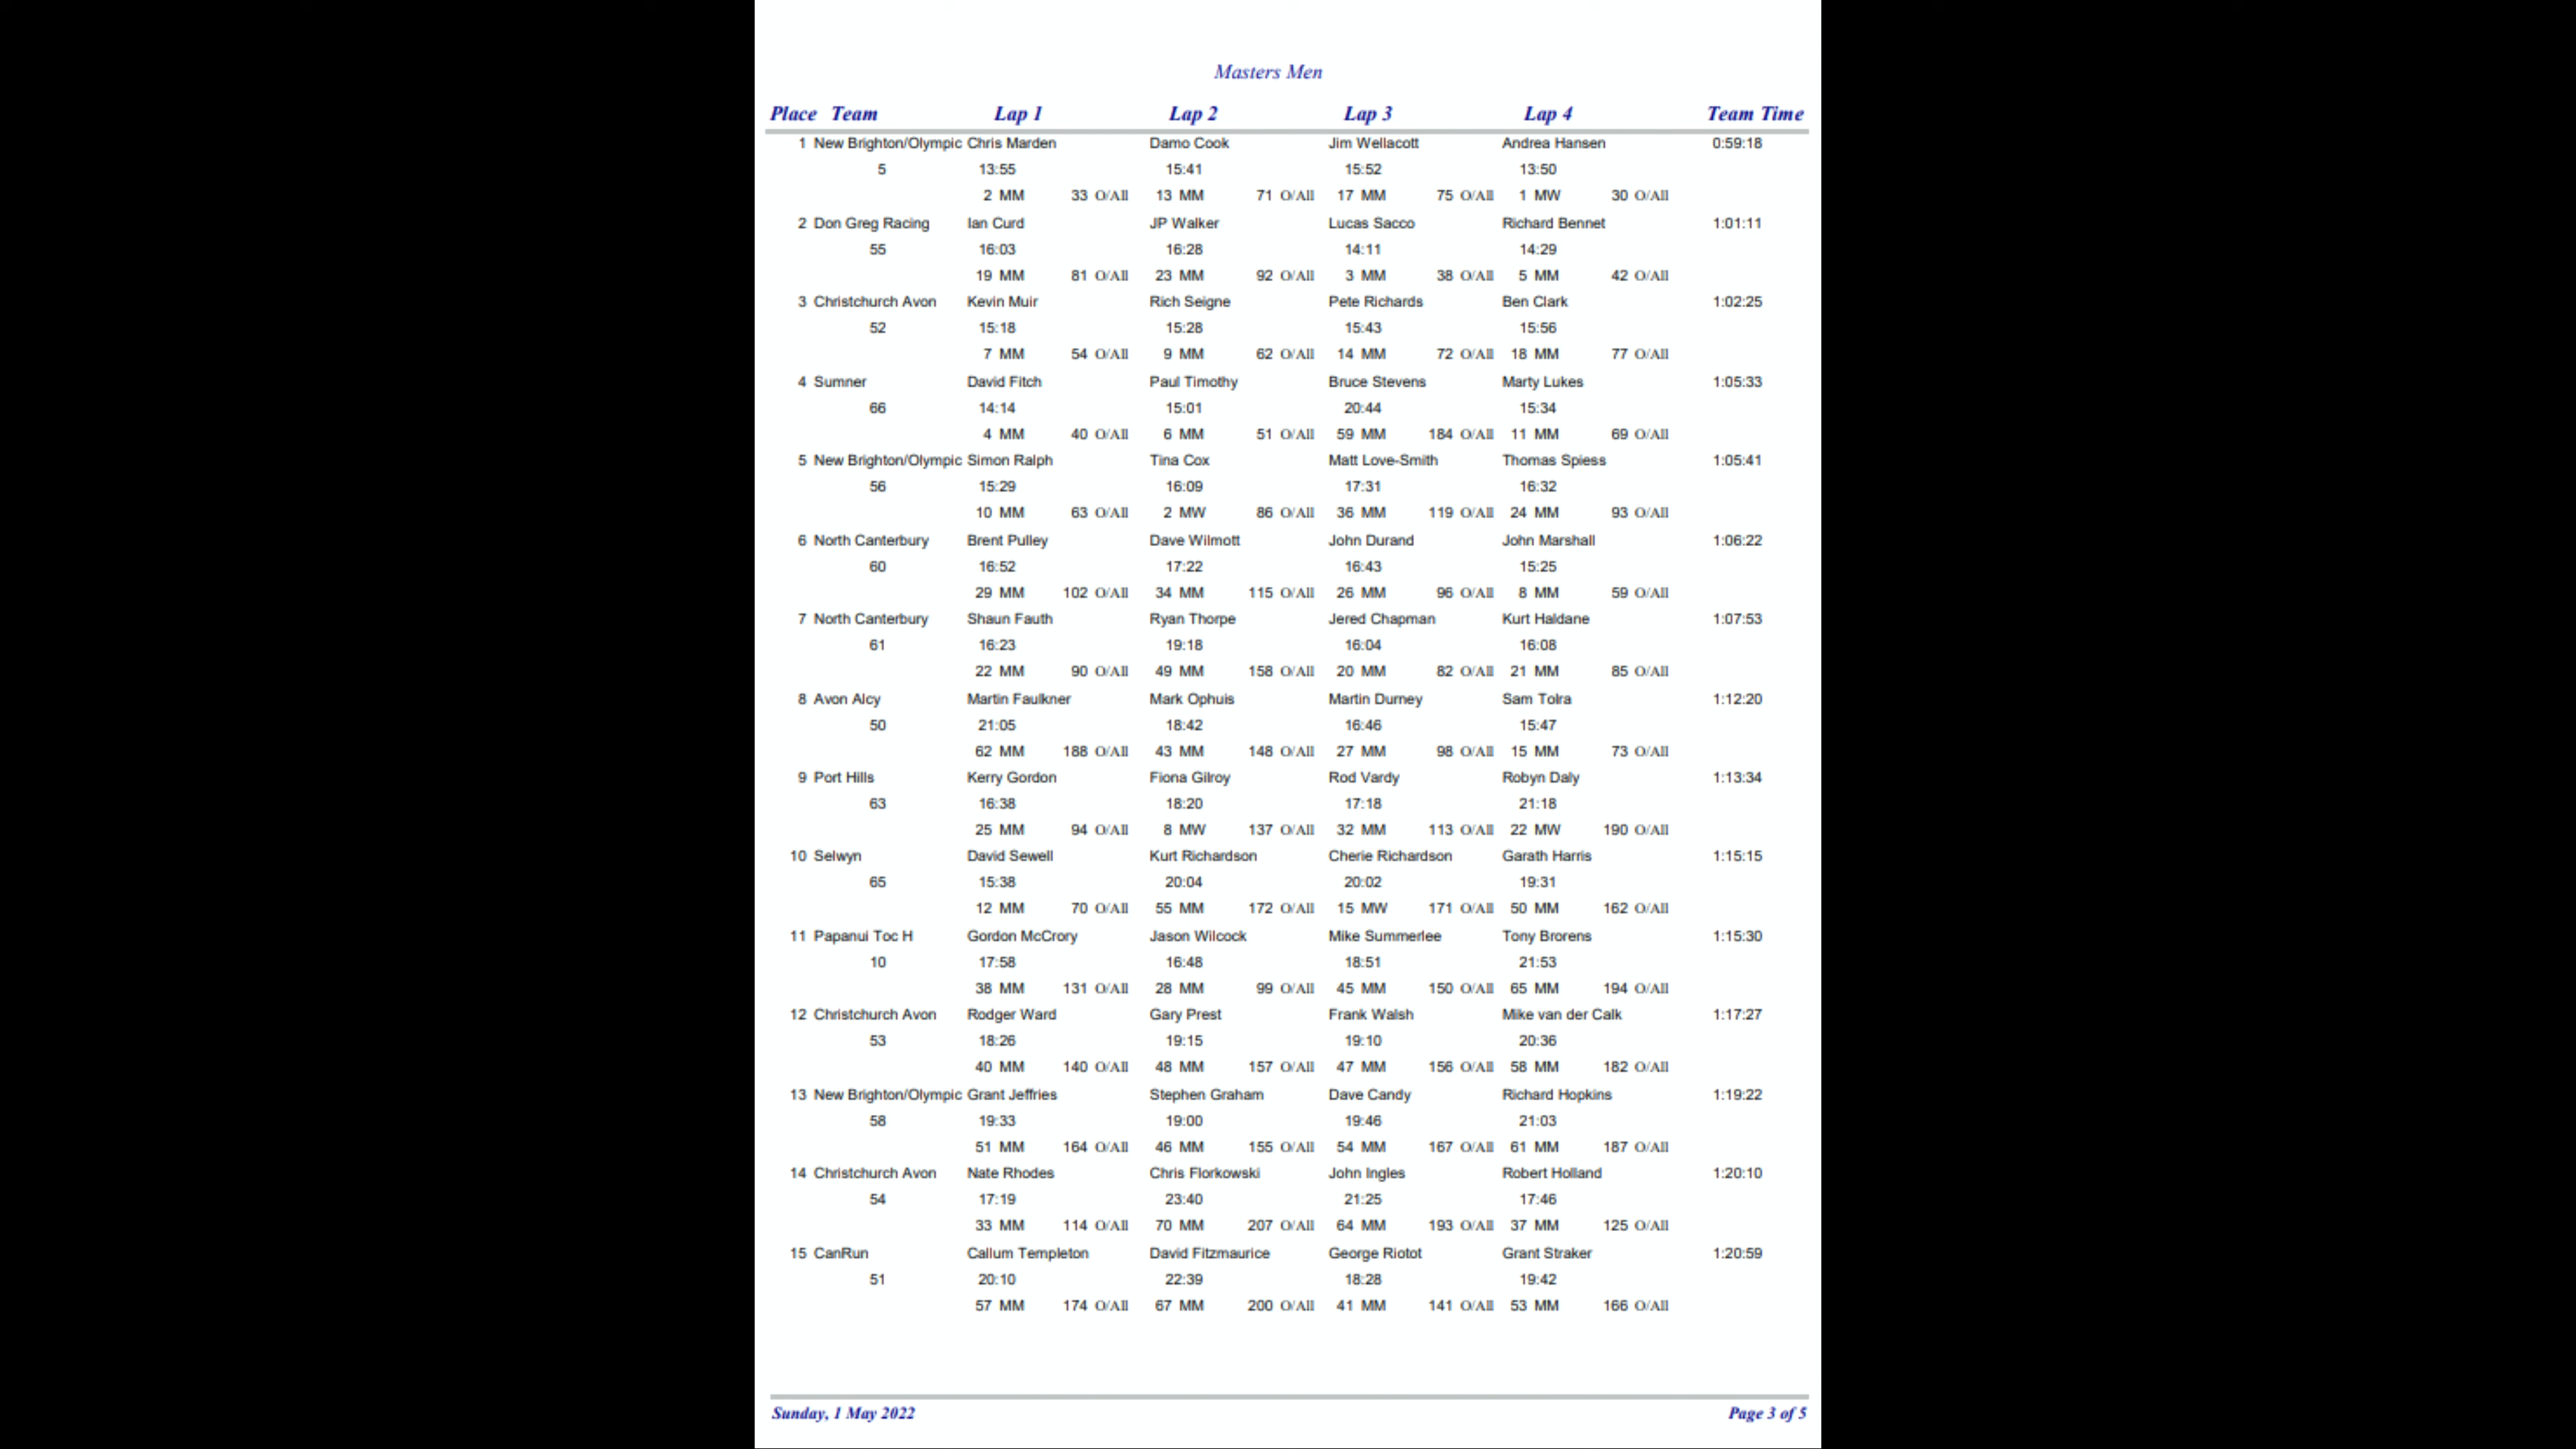 Masters Men
Place Team Lap 1 Lap 2 Lap 3 Lap 4 Team Time
1 New Brighton/Olympic Chris Marden Damo Cook Jim Wellacott Andrea Hansen 0:59:18
5 13:55 15:41 15:52 13:50
2 MM 33 O/All 13 MM 71 O/All 17 MM 75 O/All 1 MW 30 O/All
2 Don Greg Racing Ian Curd JP Walker Lucas Sacco Richard Bennet 1:01:11
55 16:03 16:28 14:11 14:29
19 MM 81 O/All 23 MM 92 O/All 3 MM 38 O/All 5 MM 42 O/All
3 Christchurch Avon Kevin Muir Rich Seigne Pete Richards Ben Clark 1:02:25
52 15:18 15:28 15:43 15:56
7 MM 54 O/All 9 MM 62 O/All 14 MM 72 O/All 18 MM 77 O/All
4 Sumner David Fitch Paul Timothy Bruce Stevens Marty Lukes 1:05:33
66 14:14 15:01 20:44 15:34
4 MM 40 O/All 6 MM 51 O/All 59 MM 184 O/All 11 MM 69 O/All
5 New Brighton/Olympic Simon Ralph Tina Cox Matt Love-Smith Thomas Spiess 1:05:41
56 15:29 16:09 17:31 16:32
10 MM 63 O/All 2 MW 86 O/All 36 MM 119 O/All 24 MM 93 O/All
6 North Canterbury Brent Pulley Dave Wilmott John Durand John Marshall 1:06:22
60 16:52 17:22 16:43 15:25
29 MM 102 O/All 34 MM 115 O/All 26 MM 96 O/All 8 MM 59 O/All
7 North Canterbury Shaun Fauth Ryan Thorpe Jered Chapman Kurt Haldane 1:07:53
61 16:23 19:18 16:04 16:08
22 MM 90 O/All 49 MM 158 O/All 20 MM 82 O/All 21 MM 85 O/All
8 Avon Alcy Martin Faulkner Mark Ophuis Martin Durney Sam Tolra 1:12:20
50 21:05 18:42 16:46 15:47
62 MM 188 O/All 43 MM 148 O/All 27 MM 98 O/All 15 MM 73 O/All
9 Port Hills Kerry Gordon Fiona Gilroy Rod Vardy Robyn Daly 1:13:34
63 16:38 18:20 17:18 21:18
25 MM 94 O/All 8 MW 137 O/All 32 MM 113 O/All 22 MW 190 O/All
10 Selwyn David Sewell Kurt Richardson Cherie Richardson Garath Harris 1:15:15
65 15:38 20:04 20:02 19:31
12 MM 70 O/All 55 MM 172 O/All 15 MW 171 O/All 50 MM 162 O/All
11 Papanui Toc H Gordon McCrory Jason Wilcock Mike Summerlee Tony Brorens 1:15:30
10 17:58 16:48 18:51 21:53
38 MM 131 O/All 28 MM 99 O/All 45 MM 150 O/All 65 MM 194 O/All
12 Christchurch Avon Rodger Ward Gary Prest Frank Walsh Mike van der Calk 1:17:27
53 18:26 19:15 19:10 20:36
40 MM 140 O/All 48 MM 157 O/All 47 MM 156 O/All 58 MM 182 O/All
13 New Brighton/Olympic Grant Jeffries Stephen Graham Dave Candy Richard Hopkins 1:19:22
58 19:33 19:00 19:46 21:03
51 MM 164 O/All 46 MM 155 O/All 54 MM 167 O/All 61 MM 187 O/All
14 Christchurch Avon Nate Rhodes Chris Florkowski John Ingles Robert Holland 1:20:10
54 17:19 23:40 21:25 17:46
33 MM 114 O/All 70 MM 207 O/All 64 MM 193 O/All 37 MM 125 O/All
15 CanRun Callum Templeton David Fitzmaurice George Riotot Grant Straker 1:20:59
51 20:10 22:39 18:28 19:42
57 MM 174 O/All 67 MM 200 O/All 41 MM 141 O/All 53 MM 166 O/All
Sunday, 1 May 2022 Page 3 of 5